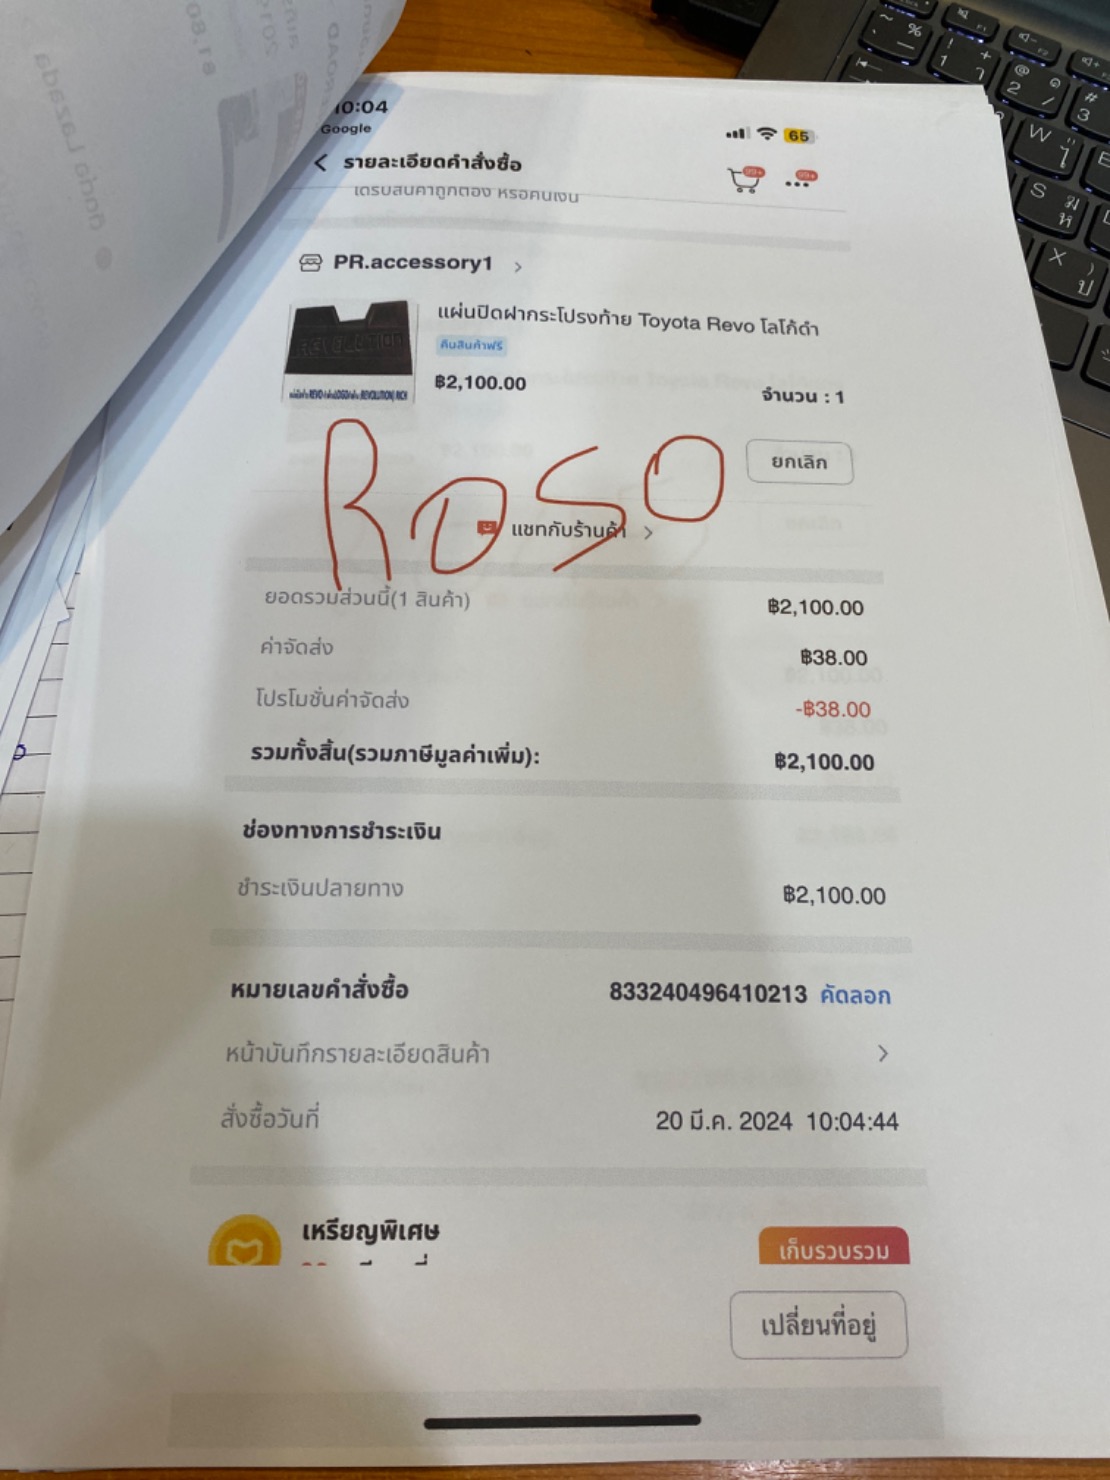 10:04
Google
65
รายละเอียดคำสั่งซื้อ
99+
99+
PR.accessory1
แผ่นปิดฝากระโปรงท้าย Toyota Revo โลโก้ดำ
คืนสินค้าฟรี
฿2,100.00
จำนวน : 1
ยกเลิก
แชทกับร้านค้า
ยอดรวมส่วนนี้(1 สินค้า)
฿2,100.00
ค่าจัดส่ง
฿38.00
โปรโมชั่นค่าจัดส่ง
-฿38.00
รวมทั้งสิ้น(รวมภาษีมูลค่าเพิ่ม):
฿2,100.00
ช่องทางการชำระเงิน
ชำระเงินปลายทาง
฿2,100.00
หมายเลขคำสั่งซื้อ
833240496410213 คัดลอก
หน้าบันทึกรายละเอียดสินค้า
สั่งซื้อวันที่
20 มี.ค. 2024 10:04:44
เหรียญพิเศษ
เก็บรวบรวม
เปลี่ยนที่อยู่